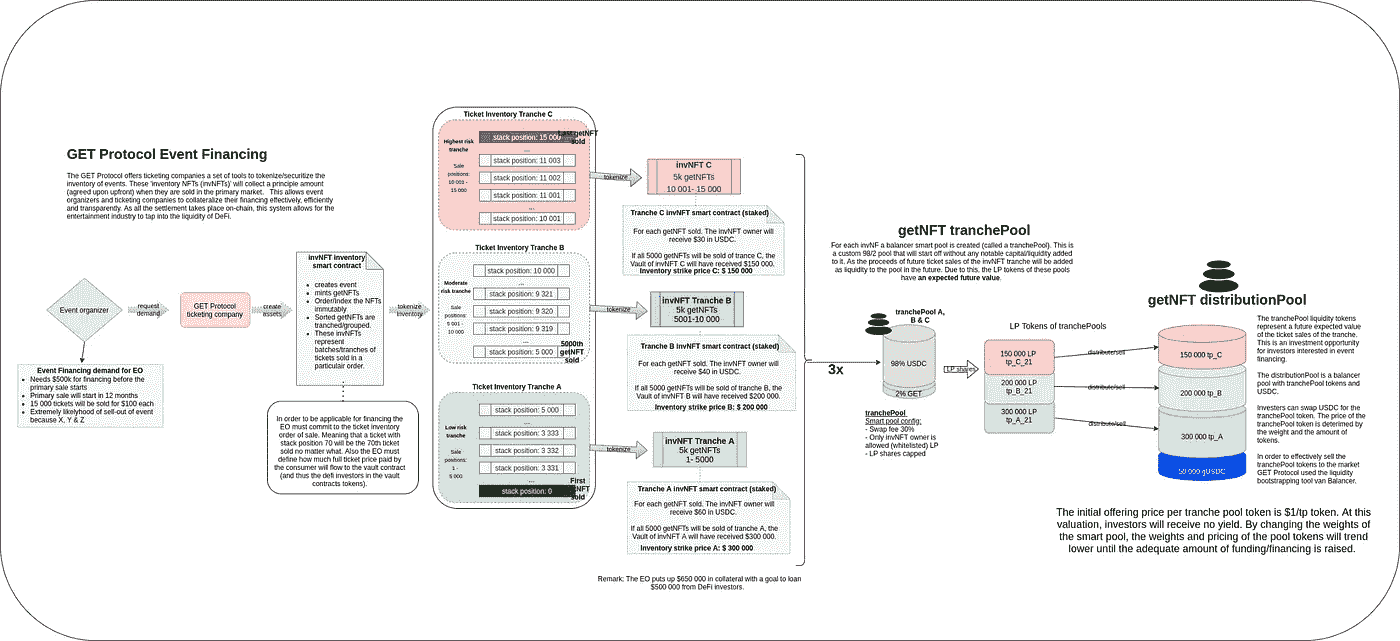 GET Protocol Event Financing
The GET Protocol offers ticketing companies a set of tools to tokenize/securitize the
inventory of events. These 'inventory NFTs (invNFTs)' will collect a principle amount
(agreed upon upfront) when they are sold in the primary market. This allows event
organizers and ticketing companies to collateralize their financing effectively, efficiently
and transparently. As all the settlement takes place on-chain, this system allows for the
entertainment industry to tap into the liquidity of DeFi.
Event organizer
request
demand
GET Protocol
ticketing company
create
assets
Event Financing demand for EO
Needs $500k for financing before the
primary sale starts
Primary sale will start in 12 months
15 000 tickets will be sold for $100 each
Extremely likelyhood of sell-out of event
because X, Y & Z
invNFT inventory
smart contract
creates event
mints getNFTs
Order/Index the NFTs
immutably.
Sorted getNFTs are
tranched/grouped.
These invNFTs
represent
batches/tranches of
tickets sold in a
particulair order.
In order to be applicable for financing the
EO must commit to the ticket inventory
order of sale. Meaning that a ticket with
stack position 70 will be the 70th ticket
sold no matter what. Also the EO must
define how much full ticket price paid by
the consumer will flow to the vault contract
(and thus the defi investors in the vault
contracts tokens).
tokenize
inventory
Ticket Inventory Tranche C
Highest risk
tranche
Sale
positions:
10 001 -
15 000
stack position: 15 000
Last getNFT
sold
...
stack position: 11 003
stack position: 11 002
stack position: 11 001
...
stack position: 10 001
Ticket Inventory Tranche B
Moderate
risk tranche
Sale
positions:
5 001 -
10 000
stack position: 10 000
...
stack position: 9 321
stack position: 9 320
stack position: 9 319
...
stack position: 5 000
5000th
getNFT
sold
Ticket Inventory Tranche A
Low risk
tranche
Sale
positions:
1 -
5 000
stack position: 5 000
...
stack position: 3 333
stack position: 3 332
stack position: 3 331
...
stack position: 0
First
getNFT
sold
tokenize
invNFT C
5k getNFTs
10 001- 15 000
Tranche C invNFT smart contract (staked)
For each getNFT sold. The invNFT owner will
receive $30 in USDC.
If all 5000 getNFTs will be sold of trance C, the
Vault of invNFT C will have received $150.000.
Inventory strike price C: $ 150 000
tokenize
invNFT Tranche B
5k getNFTs
5001-10 000
Tranche B invNFT smart contract (staked)
For each getNFT sold. The invNFT owner will
receive $40 in USDC.
If all 5000 getNFTs will be sold of tranche B, the
Vault of invNFT B will have received $200 000.
Inventory strike price B: $ 200 000
tokenize
invNFT Tranche A
5k getNFTs
1- 5000
Tranche A invNFT smart contract (staked)
For each getNFT sold. The invNFT owner will
receive $60 in USDC.
If all 5000 getNFTs will be sold of tranche A, the
Vault of invNFT A will have received $300 000.
Inventory strike price A: $ 300 000
Remark: The EO puts up $650 000 in collateral with a goal to loan
$500 000 from DeFi investors.
3x
getNFT tranchePool
For each invNF a balancer smart pool is created (called a tranchePool). This is
a custom 98/2 pool that will start off without any notable capital/liquidity added
to it. As the proceeds of future ticket sales of the invNFT tranche will be added
as liquidity to the pool in the future. Due to this, the LP tokens of these pools
have an expected future value.
tranchePool A,
B & C
98% USDC
2% GET
tranchePool
Smart pool config:
- Swap fee 30%
- Only invNFT owner is
allowed (whitelisted) LP
- LP shares capped
LP shares
LP Tokens of tranchePools
150 000 LP
tp_C_21
200 000 LP
tp_B_21
300 000 LP
tp_A_21
distribute/sell
distribute/sell
distribute/sell
getNFT distributionPool
150 000 tp_C
200 000 tp_B
300 000 tp_A
The tranchePool liquidity tokens
represent a future expected value
of the ticket sales of the tranche.
This is an investment opportunity
for investors interested in event
financing.
The distributionPool is a balancer
pool with tranchePool tokens and
USDC.
Investers can swap USDC for the
tranchePool token. The price of the
tranchePool token is deterimed by
the weight and the amount of
tokens.
In order to effectively sell the
tranchePool tokens to the market
GET Protocol used the liquidity
bootstrapping tool van Balancer.
The initial offering price per tranche pool token is $1/tp token. At this
valuation, investors will receive no yield. By changing the weights of
the smart pool, the weights and pricing of the pool tokens will trend
lower until the adequate amount of funding/financing is raised.